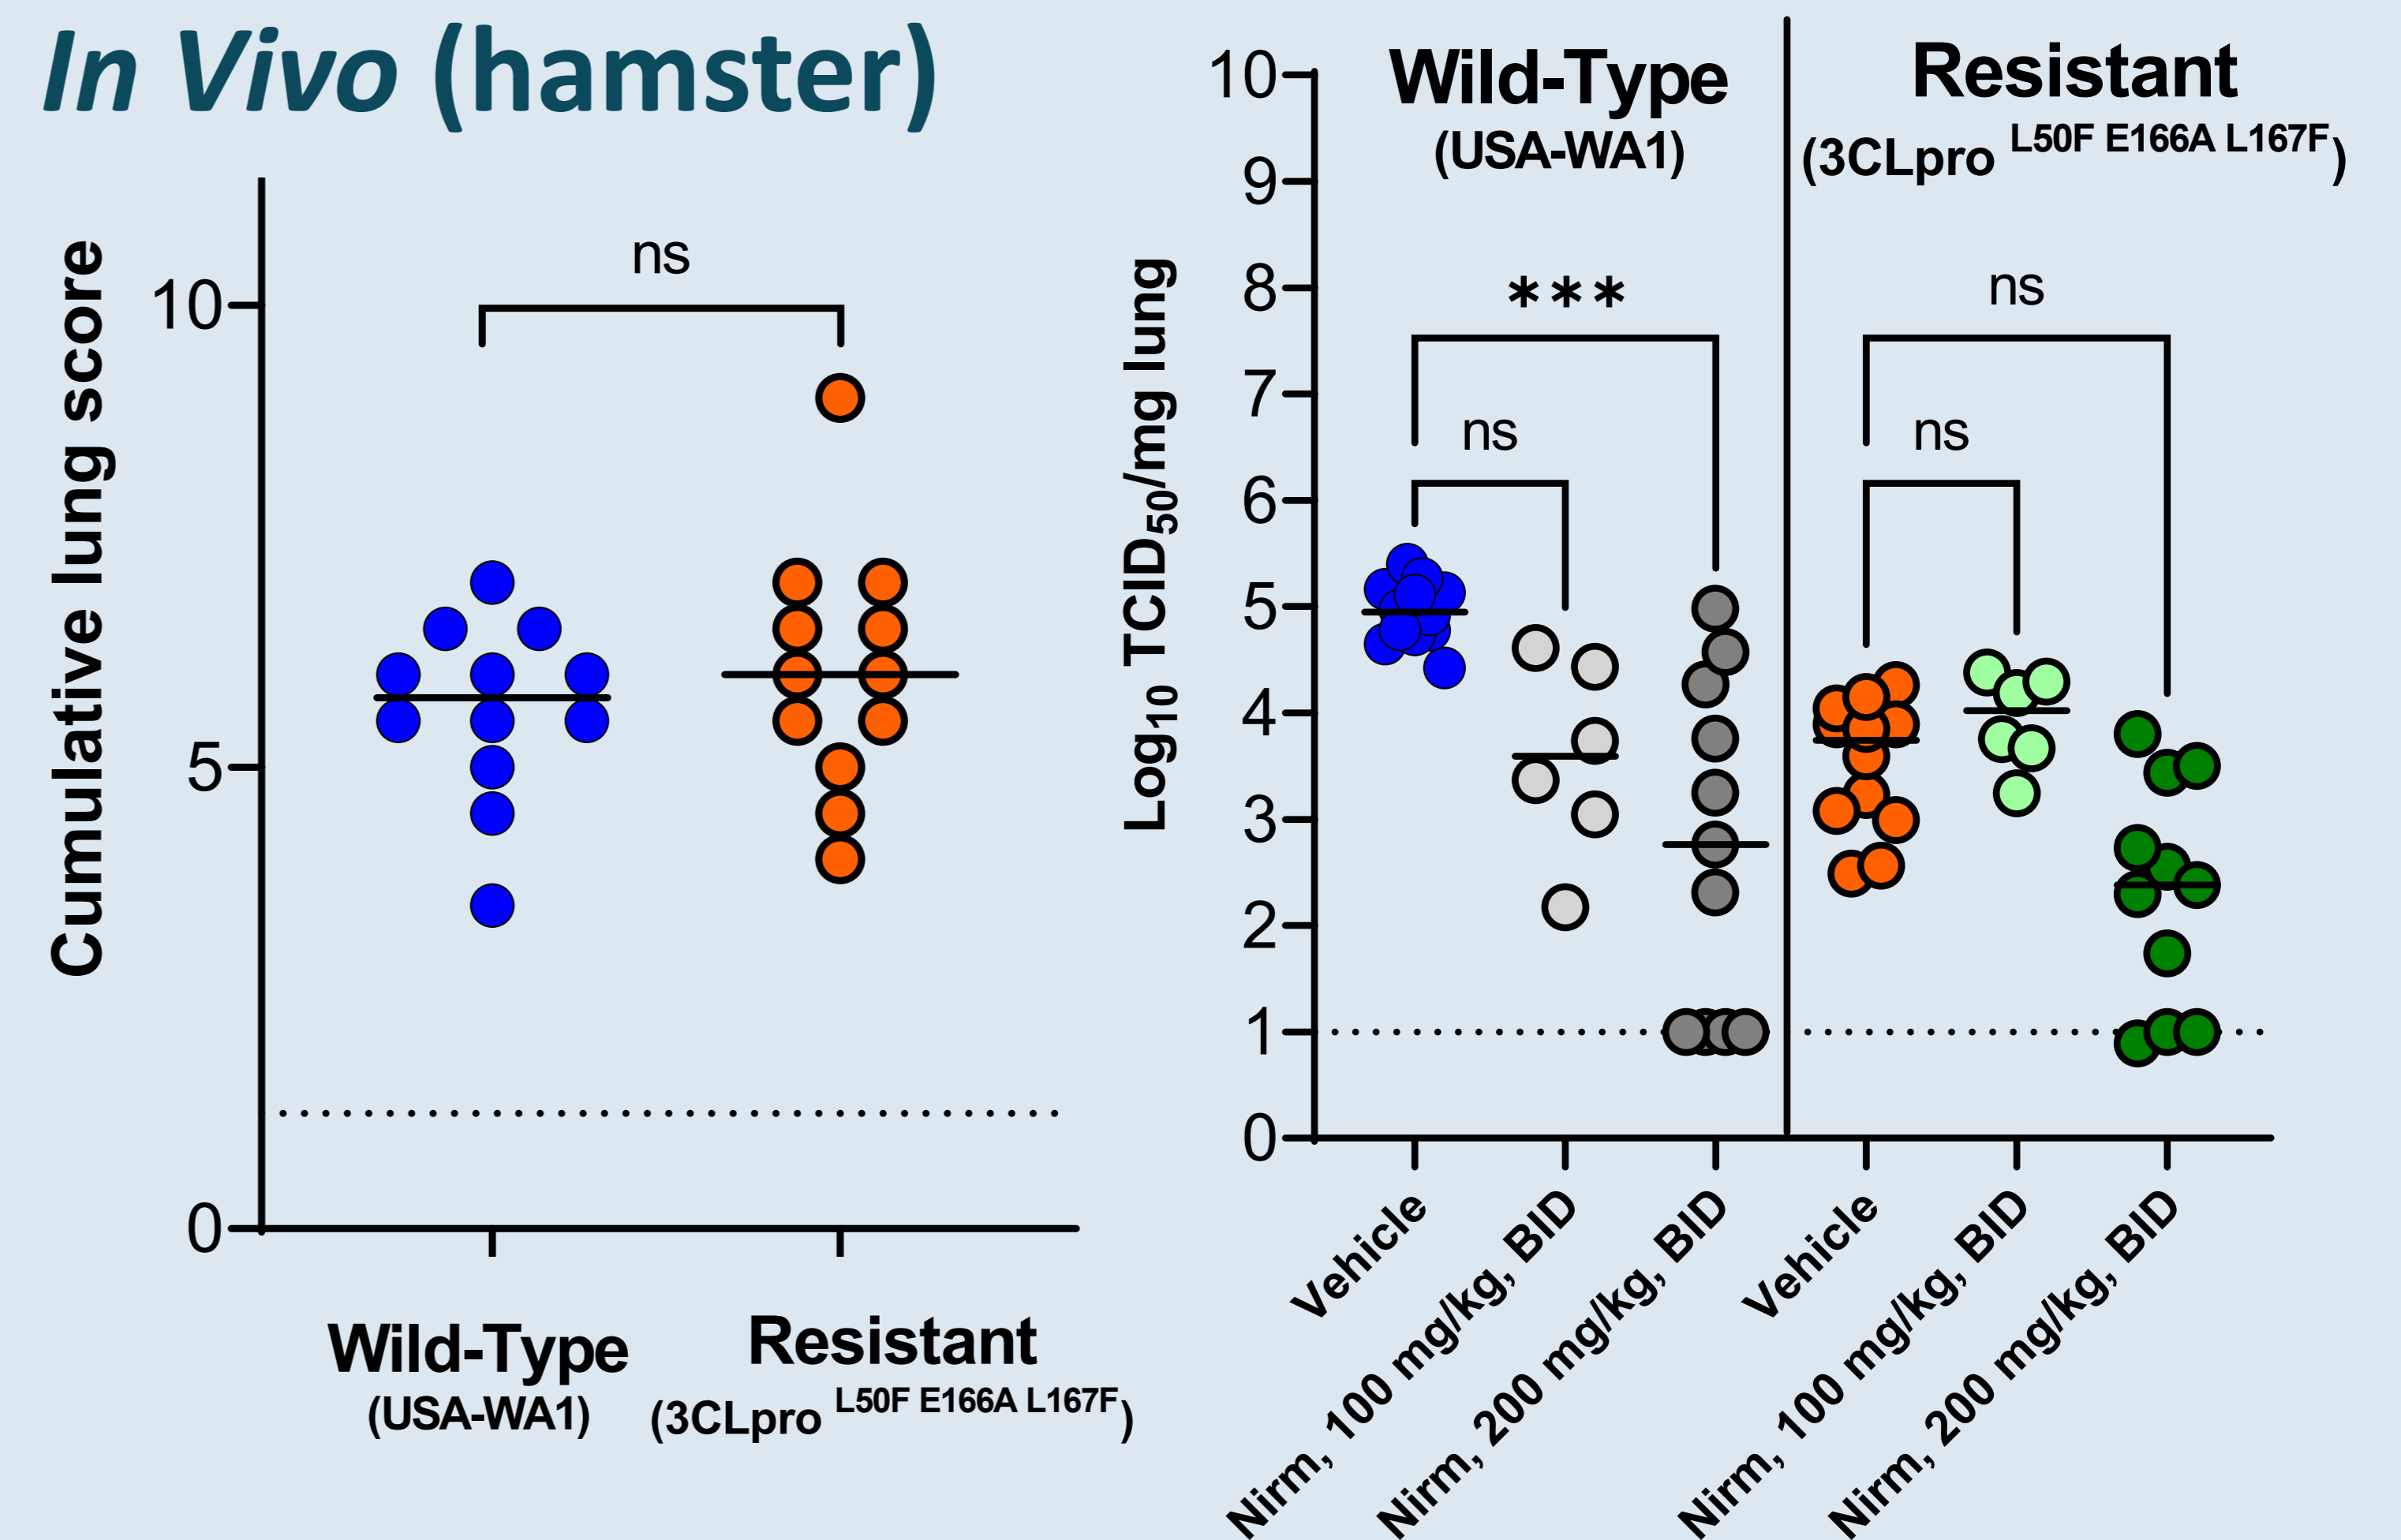 In Vivo (hamster)
Cumulative lung score
10
5
0
ns
Wild-Type
(USA-WA1)
Resistant
(3CLpro L50F E166A L167F)
Log10 TCID50/mg lung
10
9
8
7
6
5
4
3
2
1
0
Wild-Type
(USA-WA1)
Resistant
(3CLpro L50F E166A L167F)
***
ns
ns
ns
Vehicle
Nirm, 100 mg/kg, BID
Nirm, 200 mg/kg, BID
Vehicle
Nirm, 100 mg/kg, BID
Nirm, 200 mg/kg, BID